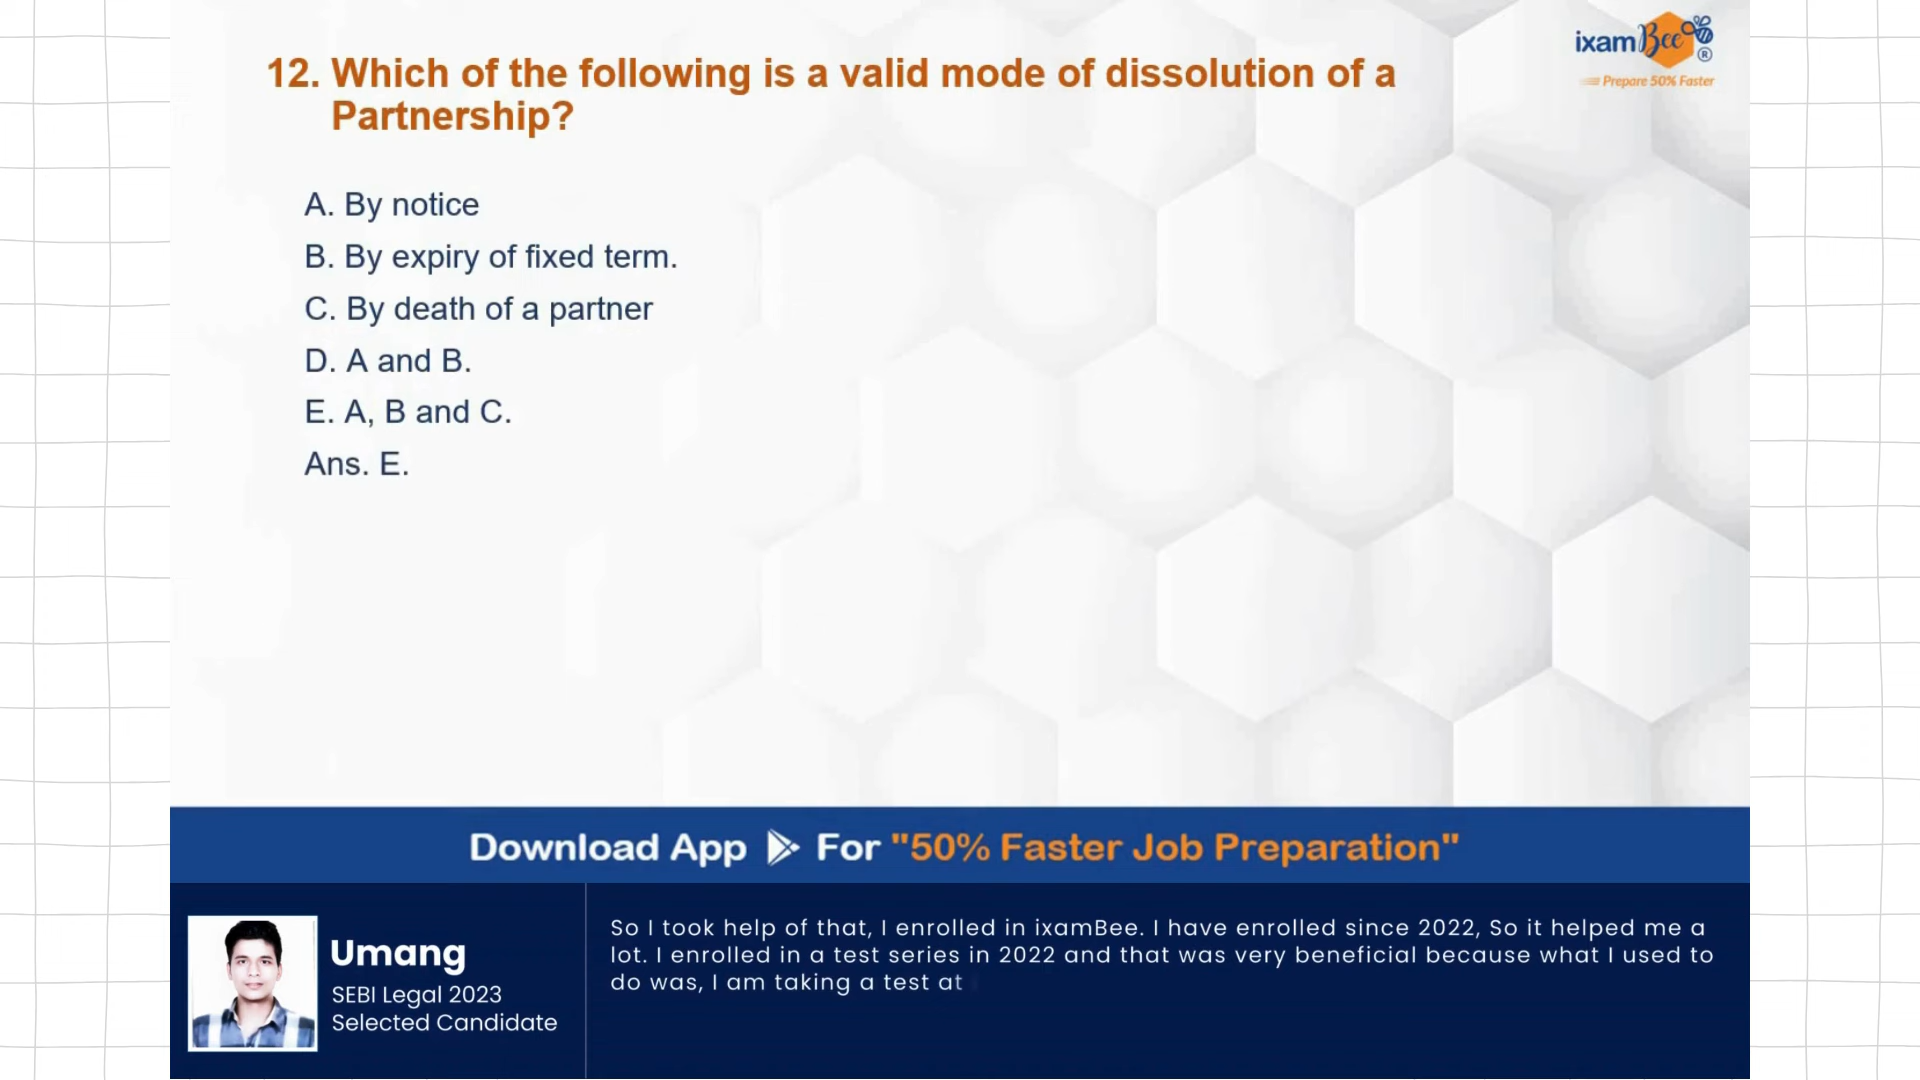 ixamBee
®
Prepare 50% Faster
12. Which of the following is a valid mode of dissolution of a
Partnership?
A. By notice
B. By expiry of fixed term.
C. By death of a partner
D. A and B.
E. A, B and C.
Ans. E.
Download App For "50% Faster Job Preparation"
Umang
SEBI Legal 2023
Selected Candidate
So I took help of that, I enrolled in ixamBee. I have enrolled since 2022, So it helped me a
lot. I enrolled in a test series in 2022 and that was very beneficial because what I used to
do was, I am taking a test at